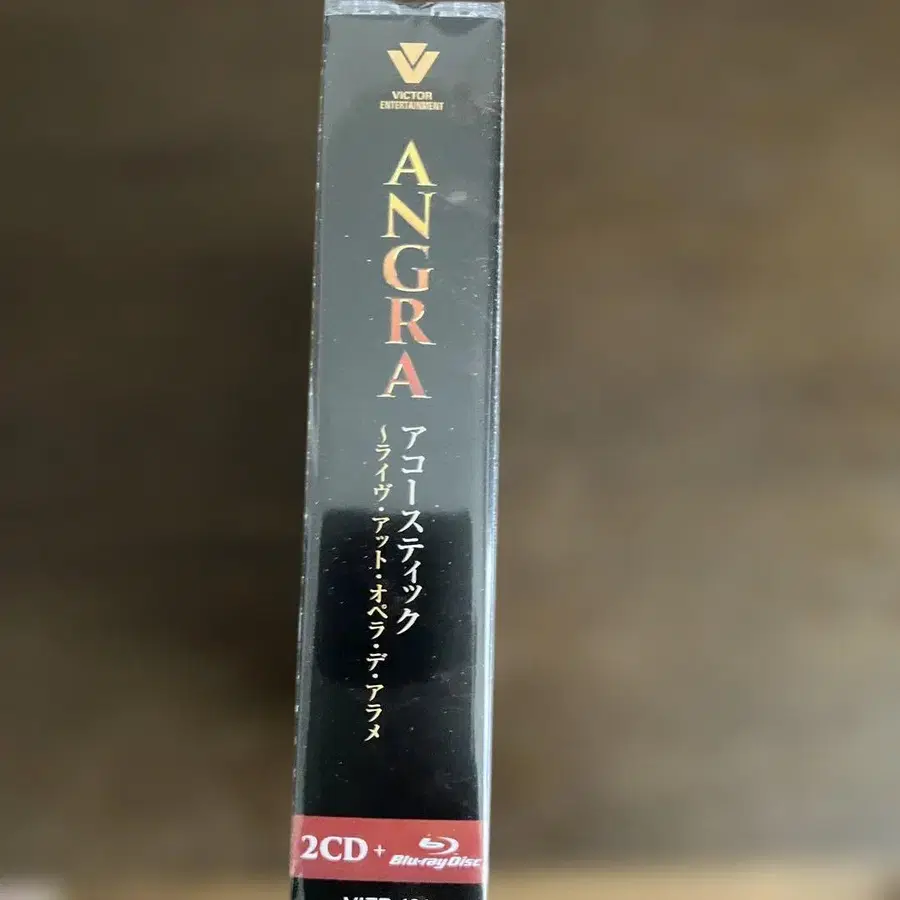 VICTOR
ENTERTAINMENT
ANGRA
アコースティック
~ライヴ・アット・オペラ・デ・アラメ
2CD +
Blu-ray Disc